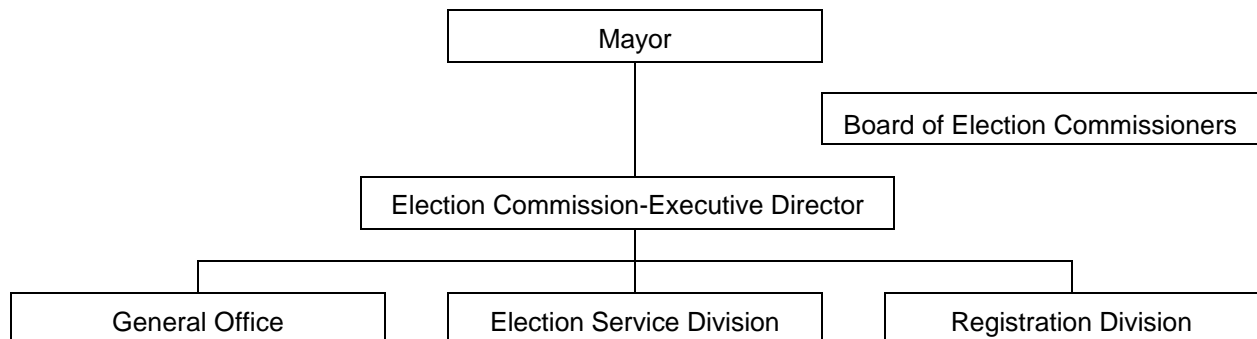 Mayor
Board of Election Commissioners
Election Commission-Executive Director
General Office
Election Service Division
Registration Division